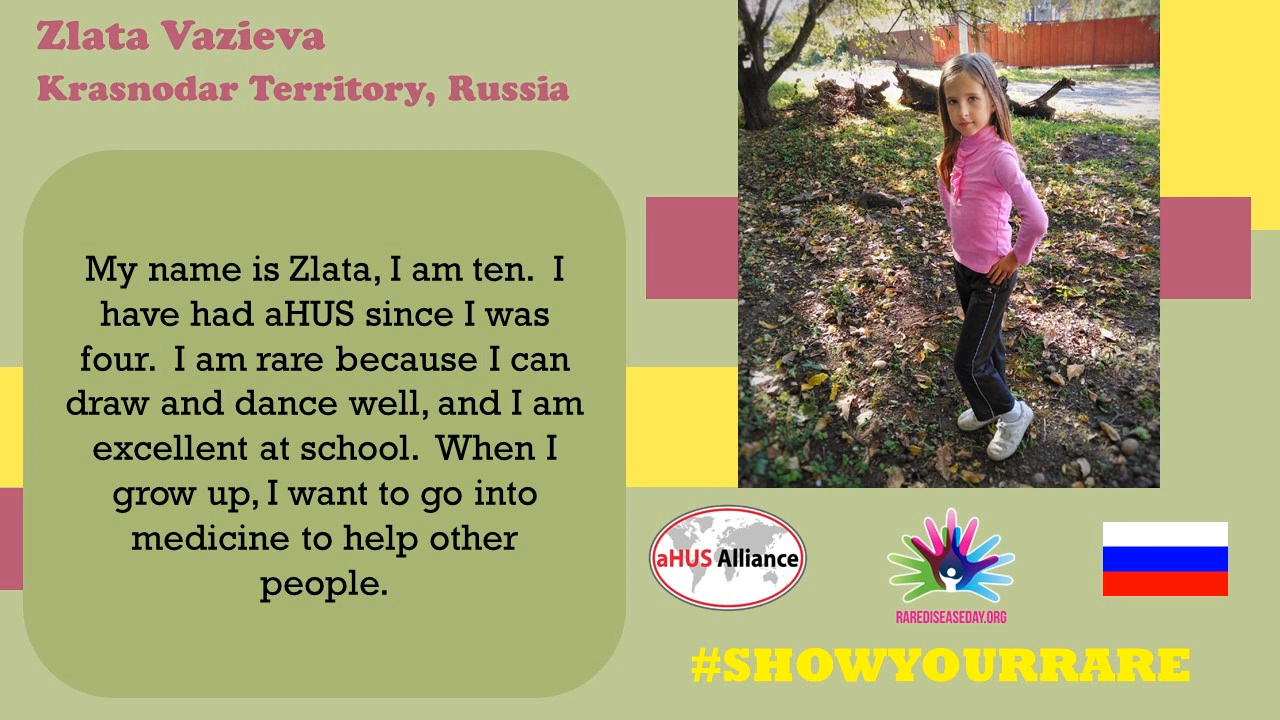 Zlata Vazieva
Krasnodar Territory, Russia
My name is Zlata, I am ten.  I
have had aHUS since I was
four.  I am rare because I can
draw and dance well, and I am
excellent at school.  When I
grow up, I want to go into
medicine to help other
people.
aHUS Alliance
RAREDISEASEDAY.ORG
#SHOWYOURRARE